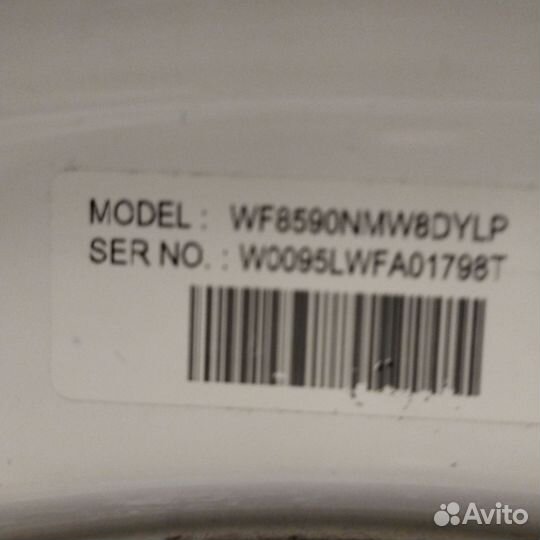 MODEL : WF8590NMW8DYLP
SER NO. : W0095LWFA01798T
Avito